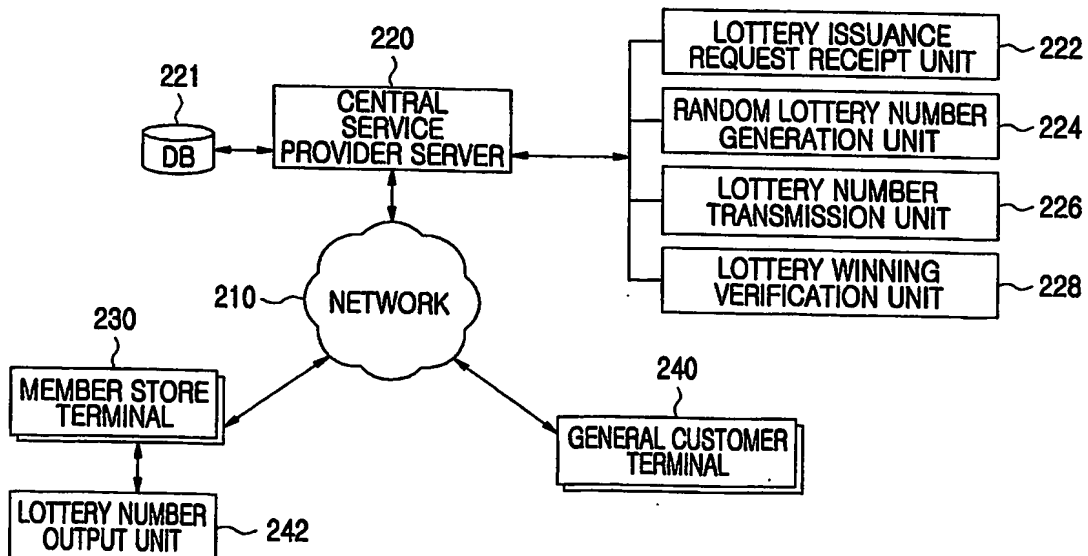 220
221
CENTRAL
SERVICE
PROVIDER SERVER
DB
LOTTERY ISSUANCE
REQUEST RECEIPT UNIT
222
RANDOM LOTTERY NUMBER
GENERATION UNIT
224
LOTTERY NUMBER
TRANSMISSION UNIT
226
LOTTERY WINNING
VERIFICATION UNIT
228
210
NETWORK
230
MEMBER STORE
TERMINAL
240
GENERAL CUSTOMER
TERMINAL
LOTTERY NUMBER
OUTPUT UNIT
242